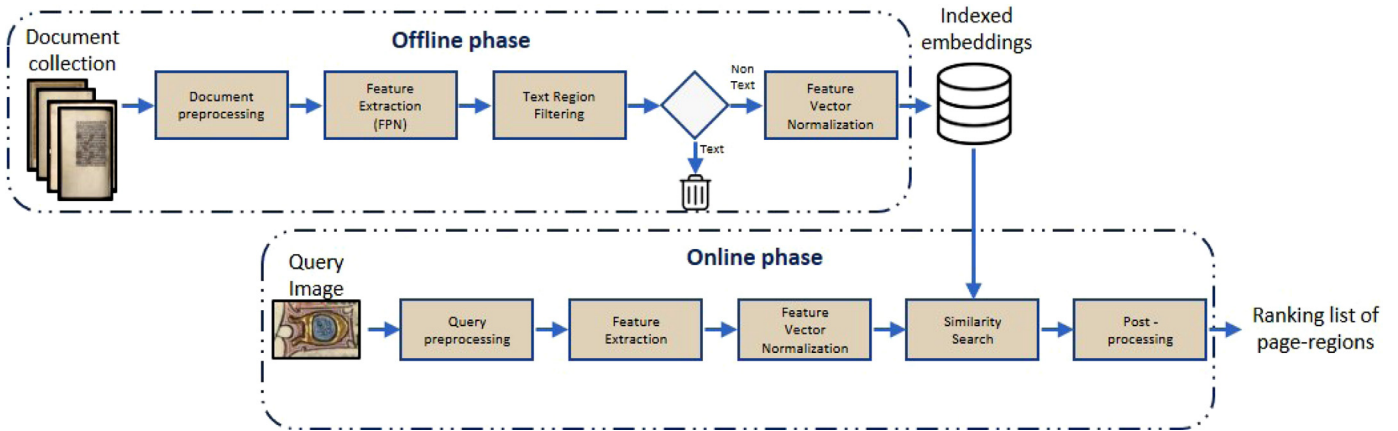 Document
collection
Offline phase
Indexed
embeddings
Document
preprocessing
Feature
Extraction
(FPN)
Text Region
Filtering
Non
Text
Feature
Vector
Normalization
Text
Online phase
Query
Image
Query
preprocessing
Feature
Extraction
Feature
Vector
Normalization
Similarity
Search
Post -
processing
Ranking list of
page-regions